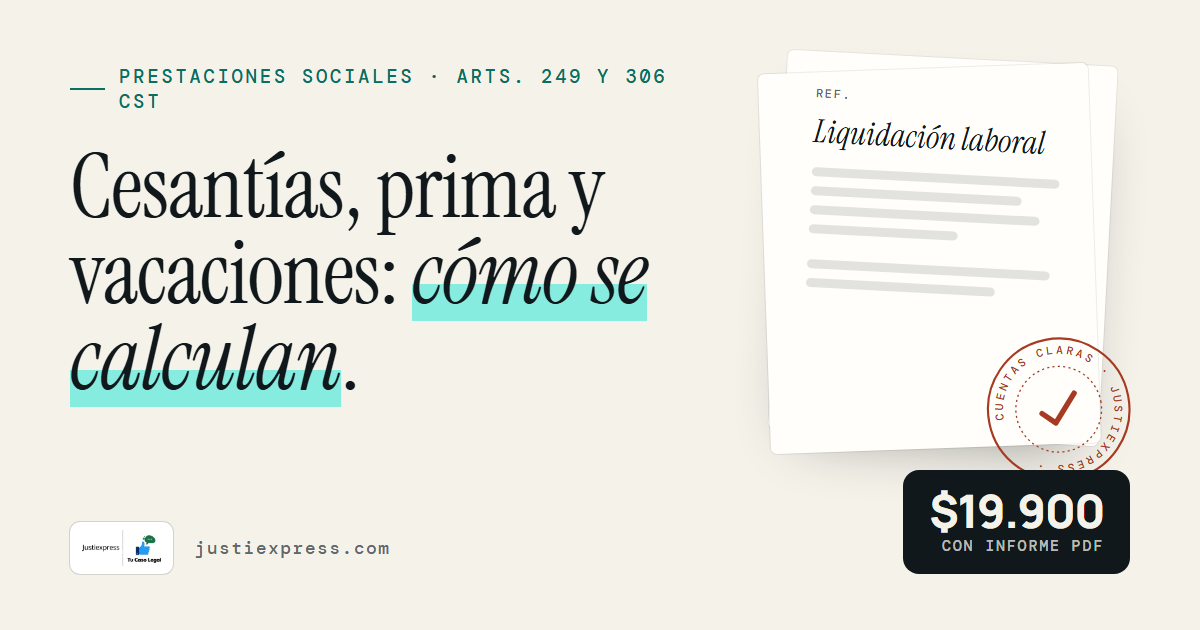 PRESTACIONES SOCIALES · ARTS. 249 Y 306
CST
Cesantías, prima y
vacaciones: cómo se
calculan.
REF.
Liquidación laboral
CUENTAS CLARAS · JUSTIEXPRESS ·
$19.900
CON INFORME PDF
Justiexpress
Tu Caso Legal
justiexpress.com